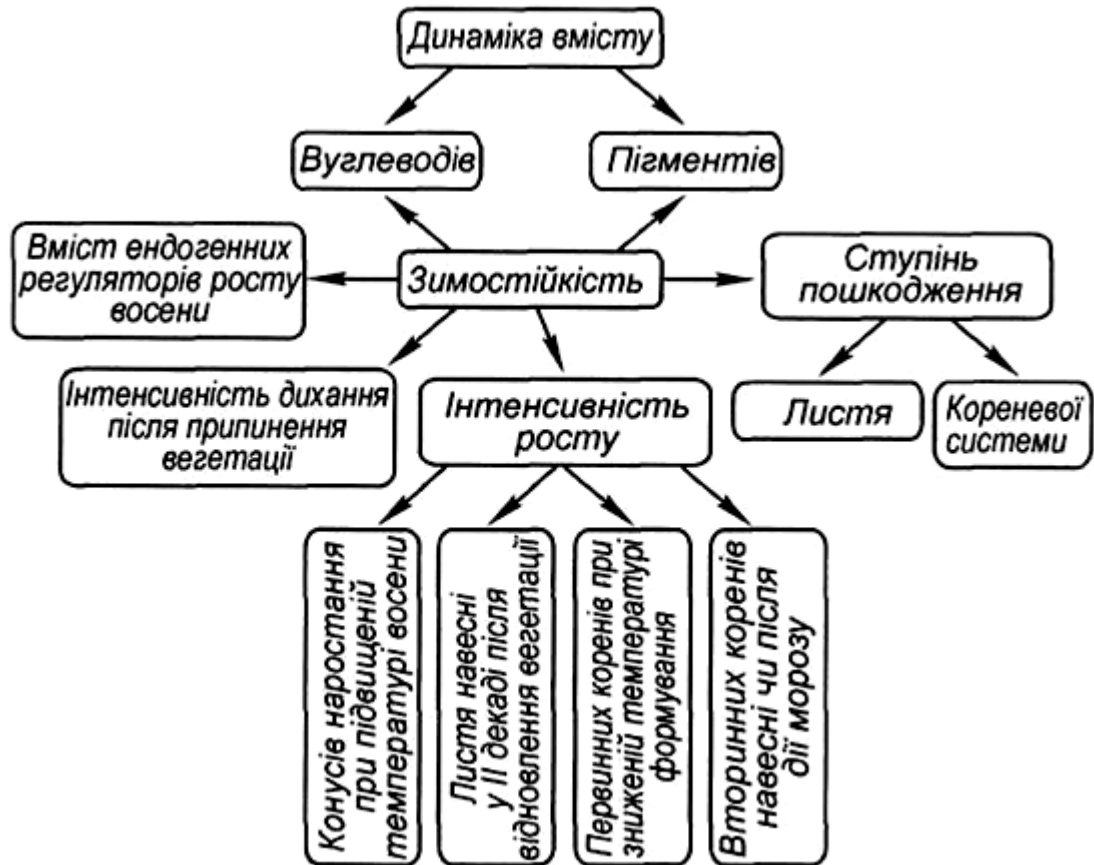 Динаміка вмісту
Вуглеводів
Пігментів
Вміст ендогенних
регуляторів росту
восени
Зимостійкість
Ступінь
пошкодження
Інтенсивність дихання
після припинення
вегетації
Інтенсивність
росту
Листя
Кореневої
системи
Конусів наростання
при підвищеній
температурі восени
Листя навесні
у II декаді після
відновлення вегетації
Первинних коренів при
зниженій температурі
формування
Вторинних коренів
навесні чи після
дії морозу